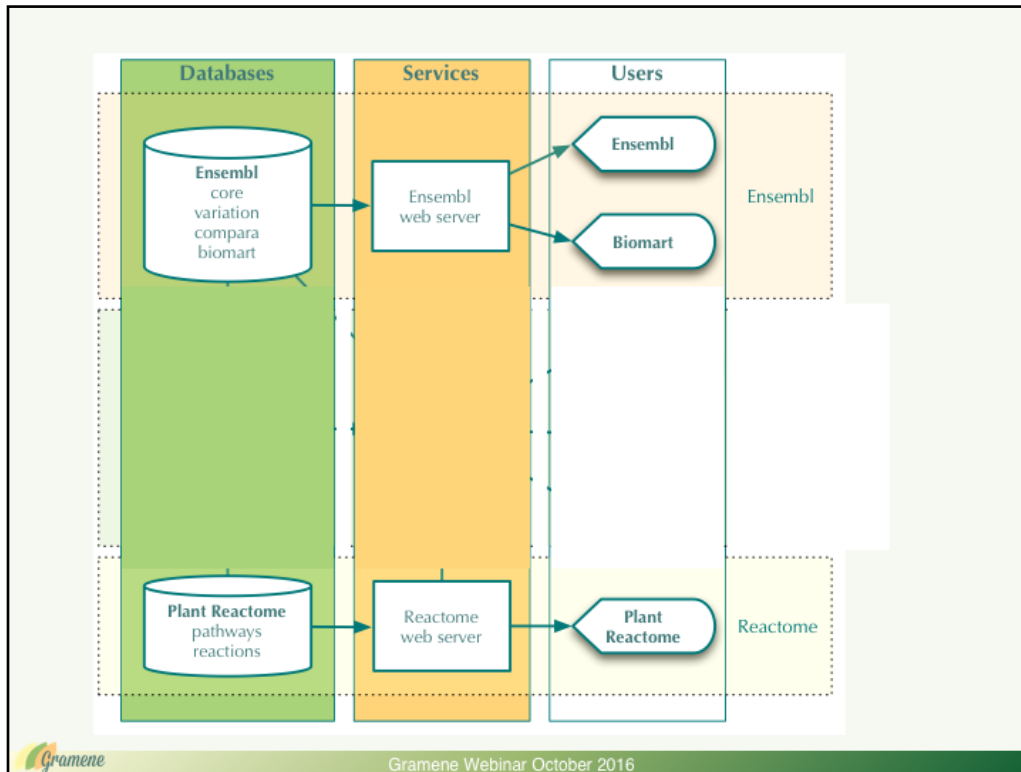 Databases
Services
Users
Ensembl
core
variation
compara
biomart
Ensembl
web server
Ensembl
Biomart
Ensembl
Plant Reactome
pathways
reactions
Reactome
web server
Plant
Reactome
Reactome
Gramene
Gramene Webinar October 2016